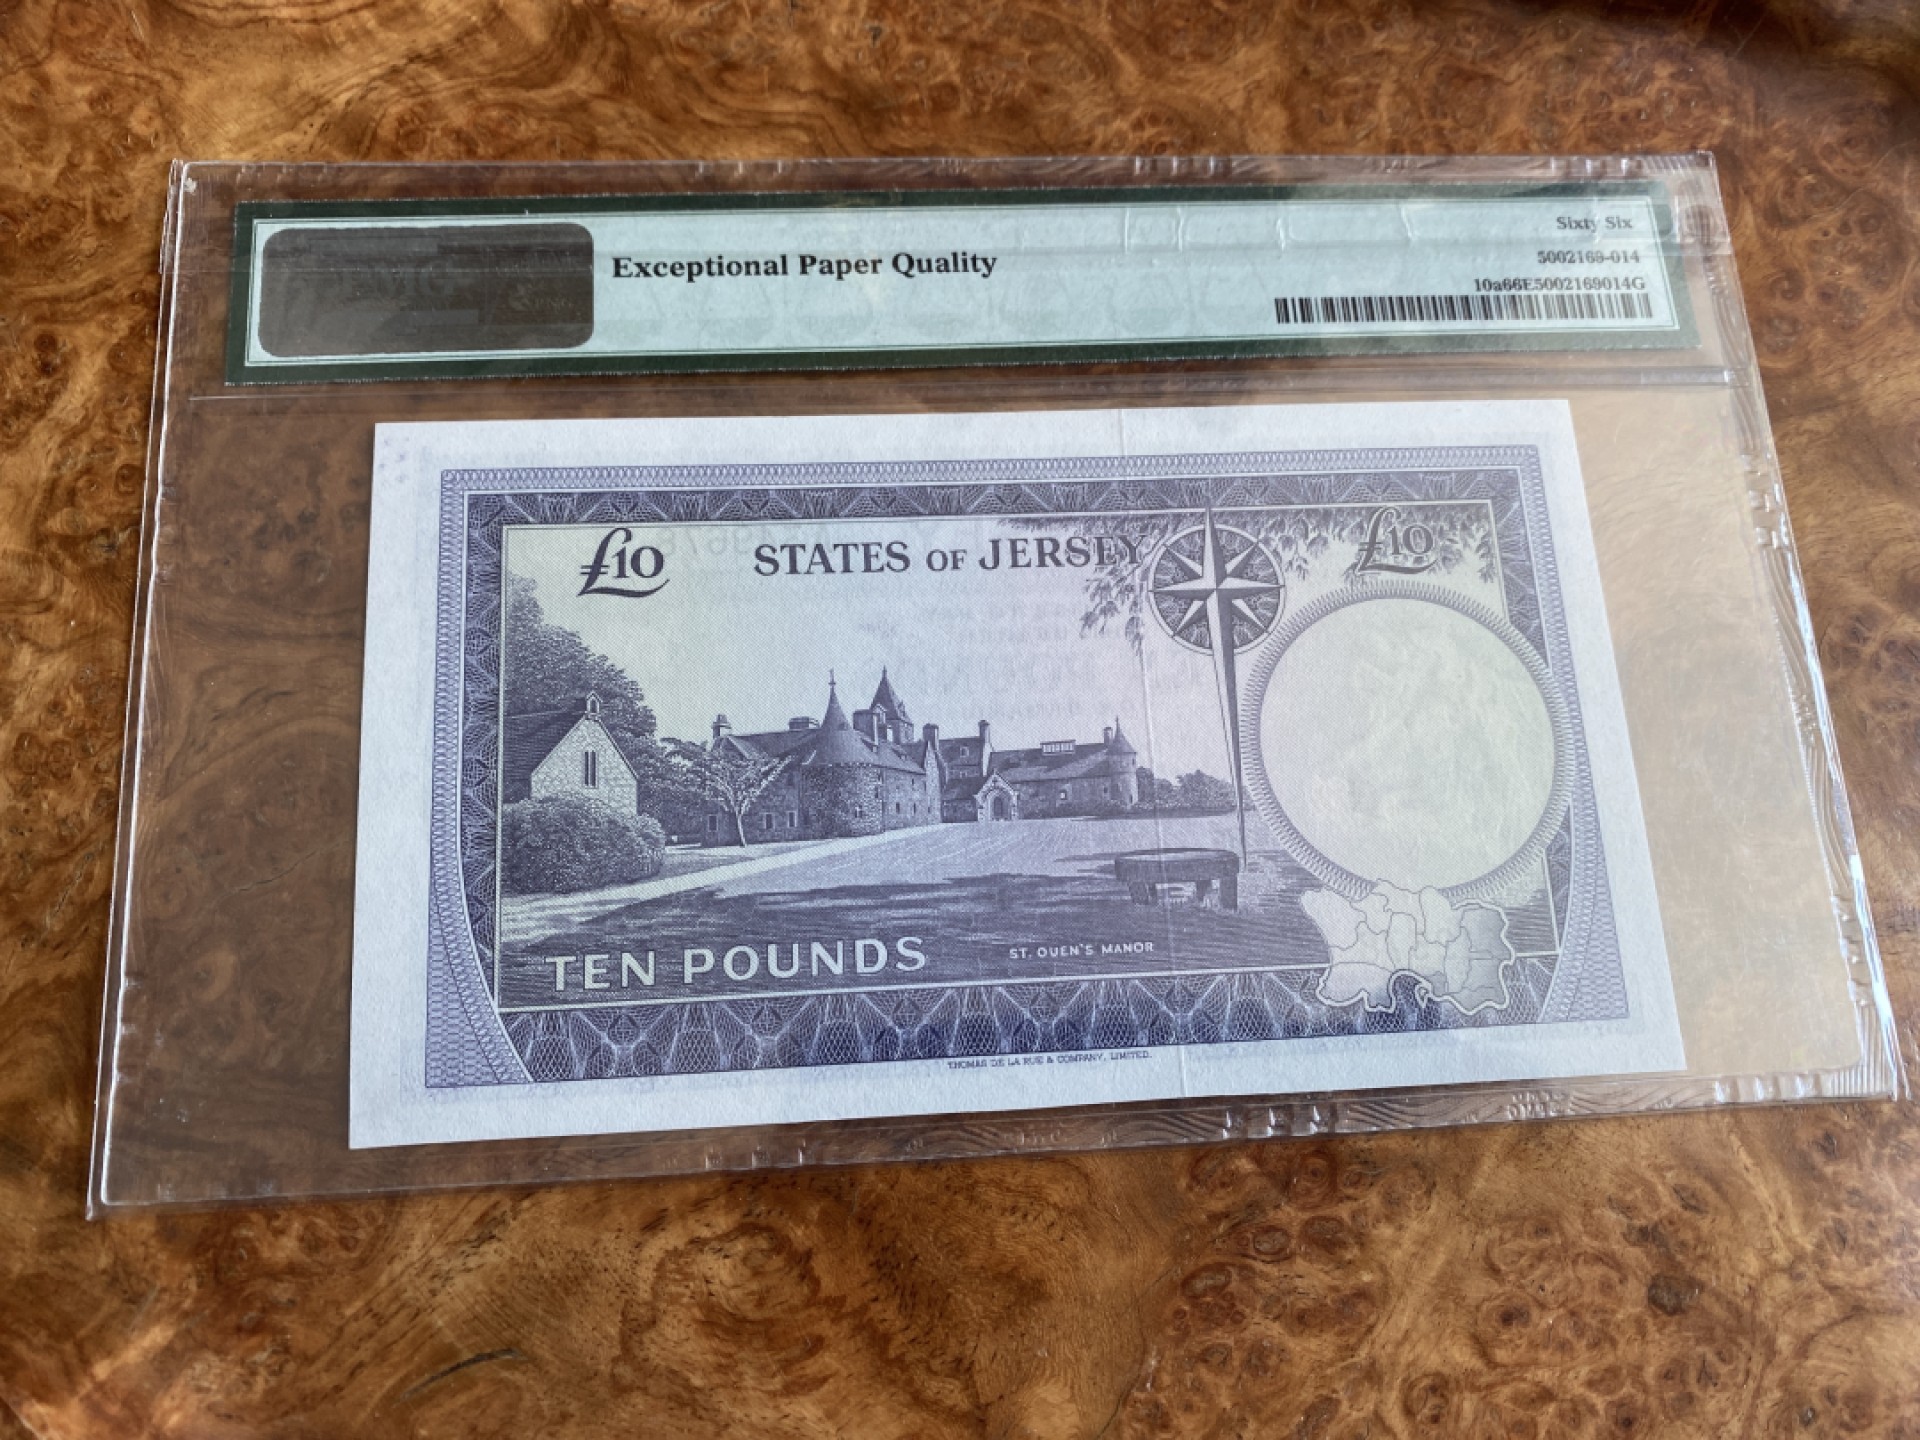 Exceptional Paper Quality
Sixty Six
5002169-014
10a66E5002169014G
£10
STATES OF JERSEY
£10
TEN POUNDS
ST. OUEN'S MANOR
THOMAS DE LA RUE & COMPANY, LIMITED.